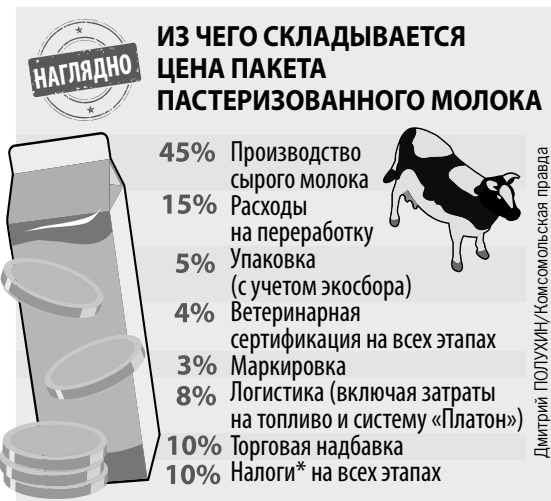 НАГЛЯДНО
ИЗ ЧЕГО СКЛАДЫВАЕТСЯ
ЦЕНА ПАКЕТА
ПАСТЕРИЗОВАННОГО МОЛОКА
45% Производство
сырого молока
15% Расходы
на переработку
5% Упаковка
(с учетом экосбора)
4% Ветеринарная
сертификация на всех этапах
3% Маркировка
8% Логистика (включая затраты
на топливо и систему «Платон»)
10% Торговая надбавка
10% Налоги* на всех этапах
Дмитрий ПОЛУХИН/Комсомольская правда